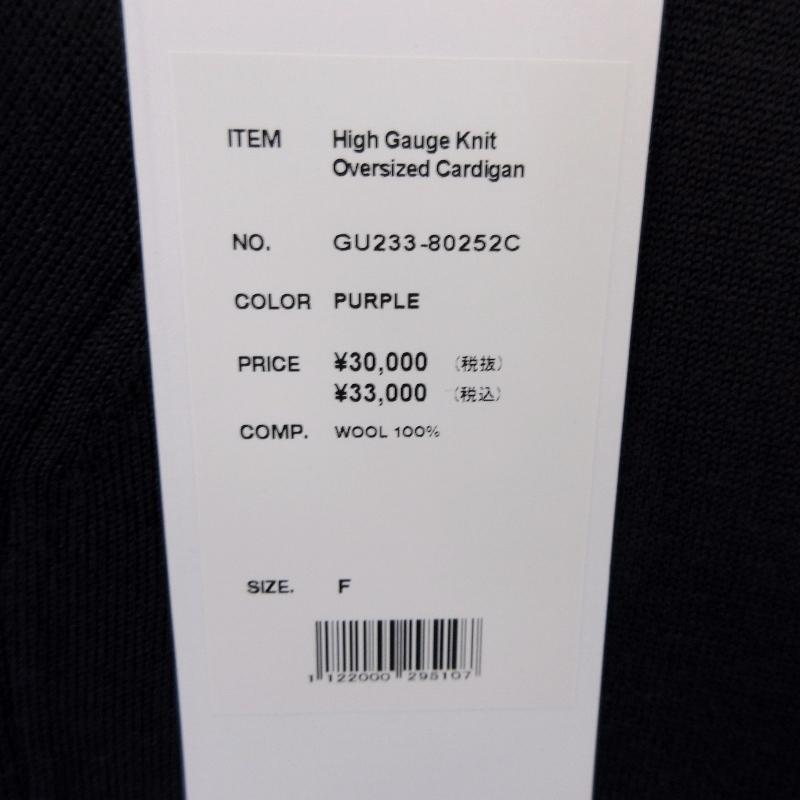 ITEM High Gauge Knit
Oversized Cardigan
NO. GU233-80252C
COLOR PURPLE
PRICE ¥30,000 (税抜)
¥33,000 (税込)
COMP. WOOL 100%
SIZE. F
1 122000 295107